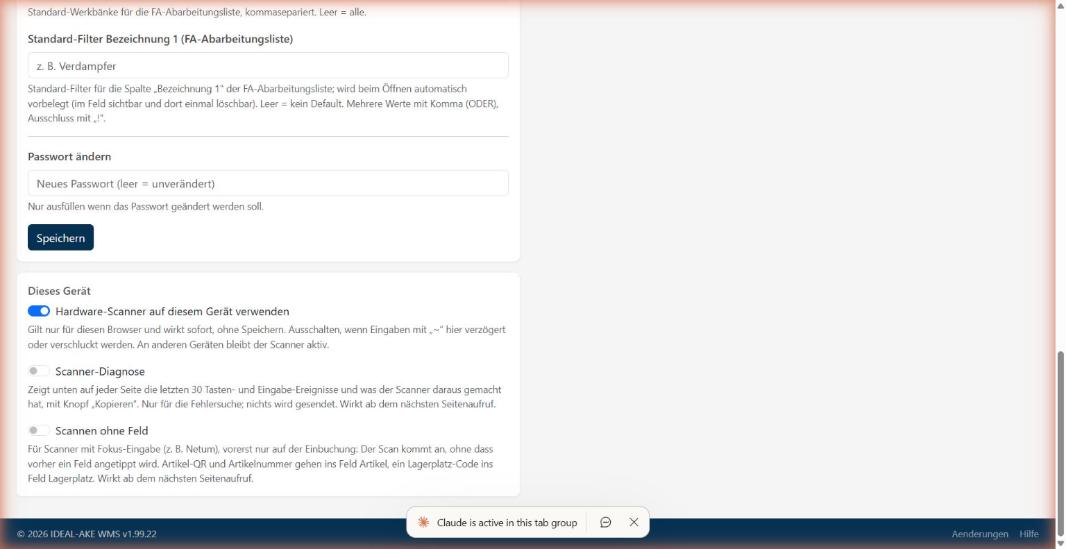 Standard-Werkbänke für die FA-Abarbeitungsliste, kommasepariert. Leer = alle.
Standard-Filter Bezeichnung 1 (FA-Abarbeitungsliste)
z. B. Verdampfer
Standard-Filter für die Spalte „Bezeichnung 1" der FA-Abarbeitungsliste; wird beim Öffnen automatisch
vorbelegt (im Feld sichtbar und dort einmal löschbar). Leer = kein Default. Mehrere Werte mit Komma (ODER),
Ausschluss mit „!".
Passwort ändern
Neues Passwort (leer = unverändert)
Nur ausfüllen wenn das Passwort geändert werden soll.
Speichern
Dieses Gerät
Hardware-Scanner auf diesem Gerät verwenden
Gilt nur für diesen Browser und wirkt sofort, ohne Speichern. Ausschalten, wenn Eingaben mit „~" hier verzögert
oder verschluckt werden. An anderen Geräten bleibt der Scanner aktiv.
Scanner-Diagnose
Zeigt unten auf jeder Seite die letzten 30 Tasten- und Eingabe-Ereignisse und was der Scanner daraus gemacht
hat, mit Knopf „Kopieren". Nur für die Fehlersuche; nichts wird gesendet. Wirkt ab dem nächsten Seitenaufruf.
Scannen ohne Feld
Für Scanner mit Fokus-Eingabe (z. B. Netum), vorerst nur auf der Einbuchung: Der Scan kommt an, ohne dass
vorher ein Feld angetippt wird. Artikel-QR und Artikelnummer gehen ins Feld Artikel, ein Lagerplatz-Code ins
Feld Lagerplatz. Wirkt ab dem nächsten Seitenaufruf.
Claude is active in this tab group
© 2026 IDEAL-AKE WMS v1.99.22
Aenderungen Hilfe